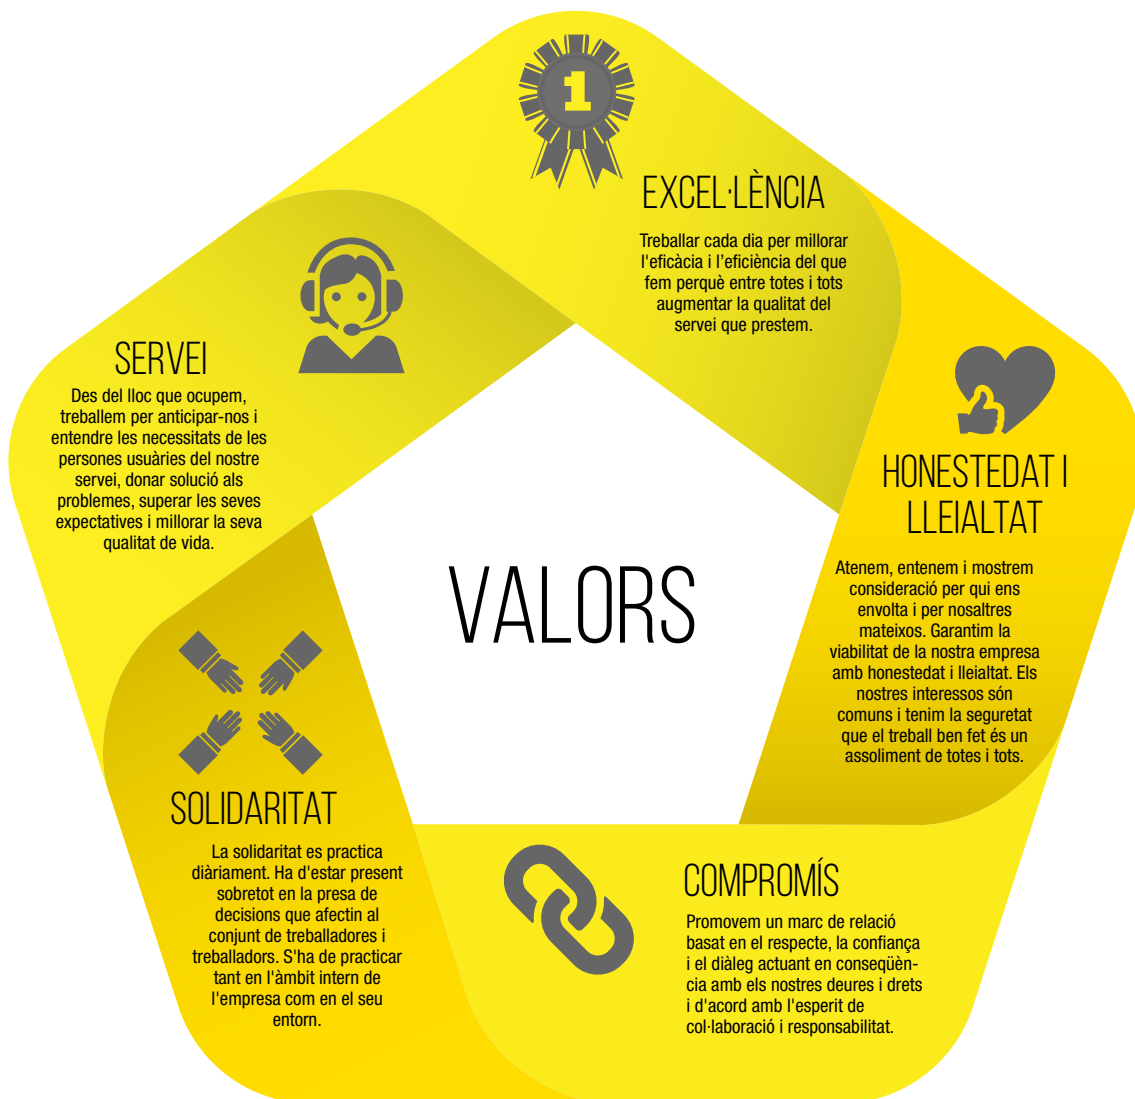 1
EXCEL·LÈNCIA
Treballar cada dia per millorar
l'eficàcia i l’eficiència del que
fem perquè entre totes i tots
augmentar la qualitat del
servei que prestem.
SERVEI
Des del lloc que ocupem,
treballem per anticipar-nos i
entendre les necessitats de les
persones usuàries del nostre
servei, donar solució als
problemes, superar les seves
expectatives i millorar la seva
qualitat de vida.
HONESTEDAT I
LLEIALTAT
Atenem, entenem i mostrem
consideració per qui ens
envolta i per nosaltres
mateixos. Garantim la
viabilitat de la nostra empresa
amb honestedat i lleialtat. Els
nostres interessos són
comuns i tenim la seguretat
que el treball ben fet és un
assoliment de totes i tots.
VALORS
SOLIDARITAT
La solidaritat es practica
diàriament. Ha d'estar present
sobretot en la presa de
decisions que afectin al
conjunt de treballadores i
treballadors. S'ha de practicar
tant en l'àmbit intern de
l'empresa com en el seu
entorn.
COMPROMÍS
Promovem un marc de relació
basat en el respecte, la confiança
i el diàleg actuant en conseqüèn-
cia amb els nostres deures i drets
i d'acord amb l'esperit de
col·laboració i responsabilitat.